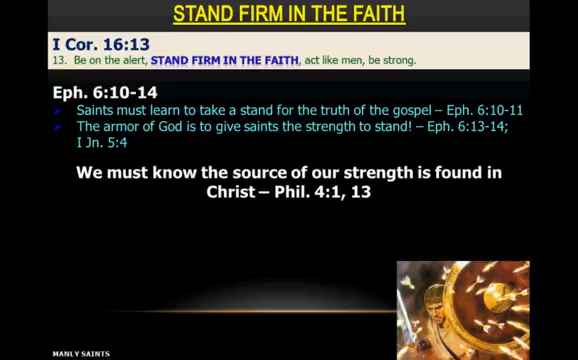 STAND FIRM IN THE FAITH
I Cor. 16:13
13. Be on the alert, STAND FIRM IN THE FAITH, act like men, be strong.
Eph. 6:10-14
Saints must learn to take a stand for the truth of the gospel – Eph. 6:10-11
The armor of God is to give saints the strength to stand! – Eph. 6:13-14;
I Jn. 5:4
We must know the source of our strength is found in
Christ – Phil. 4:1, 13
MANLY SAINTS